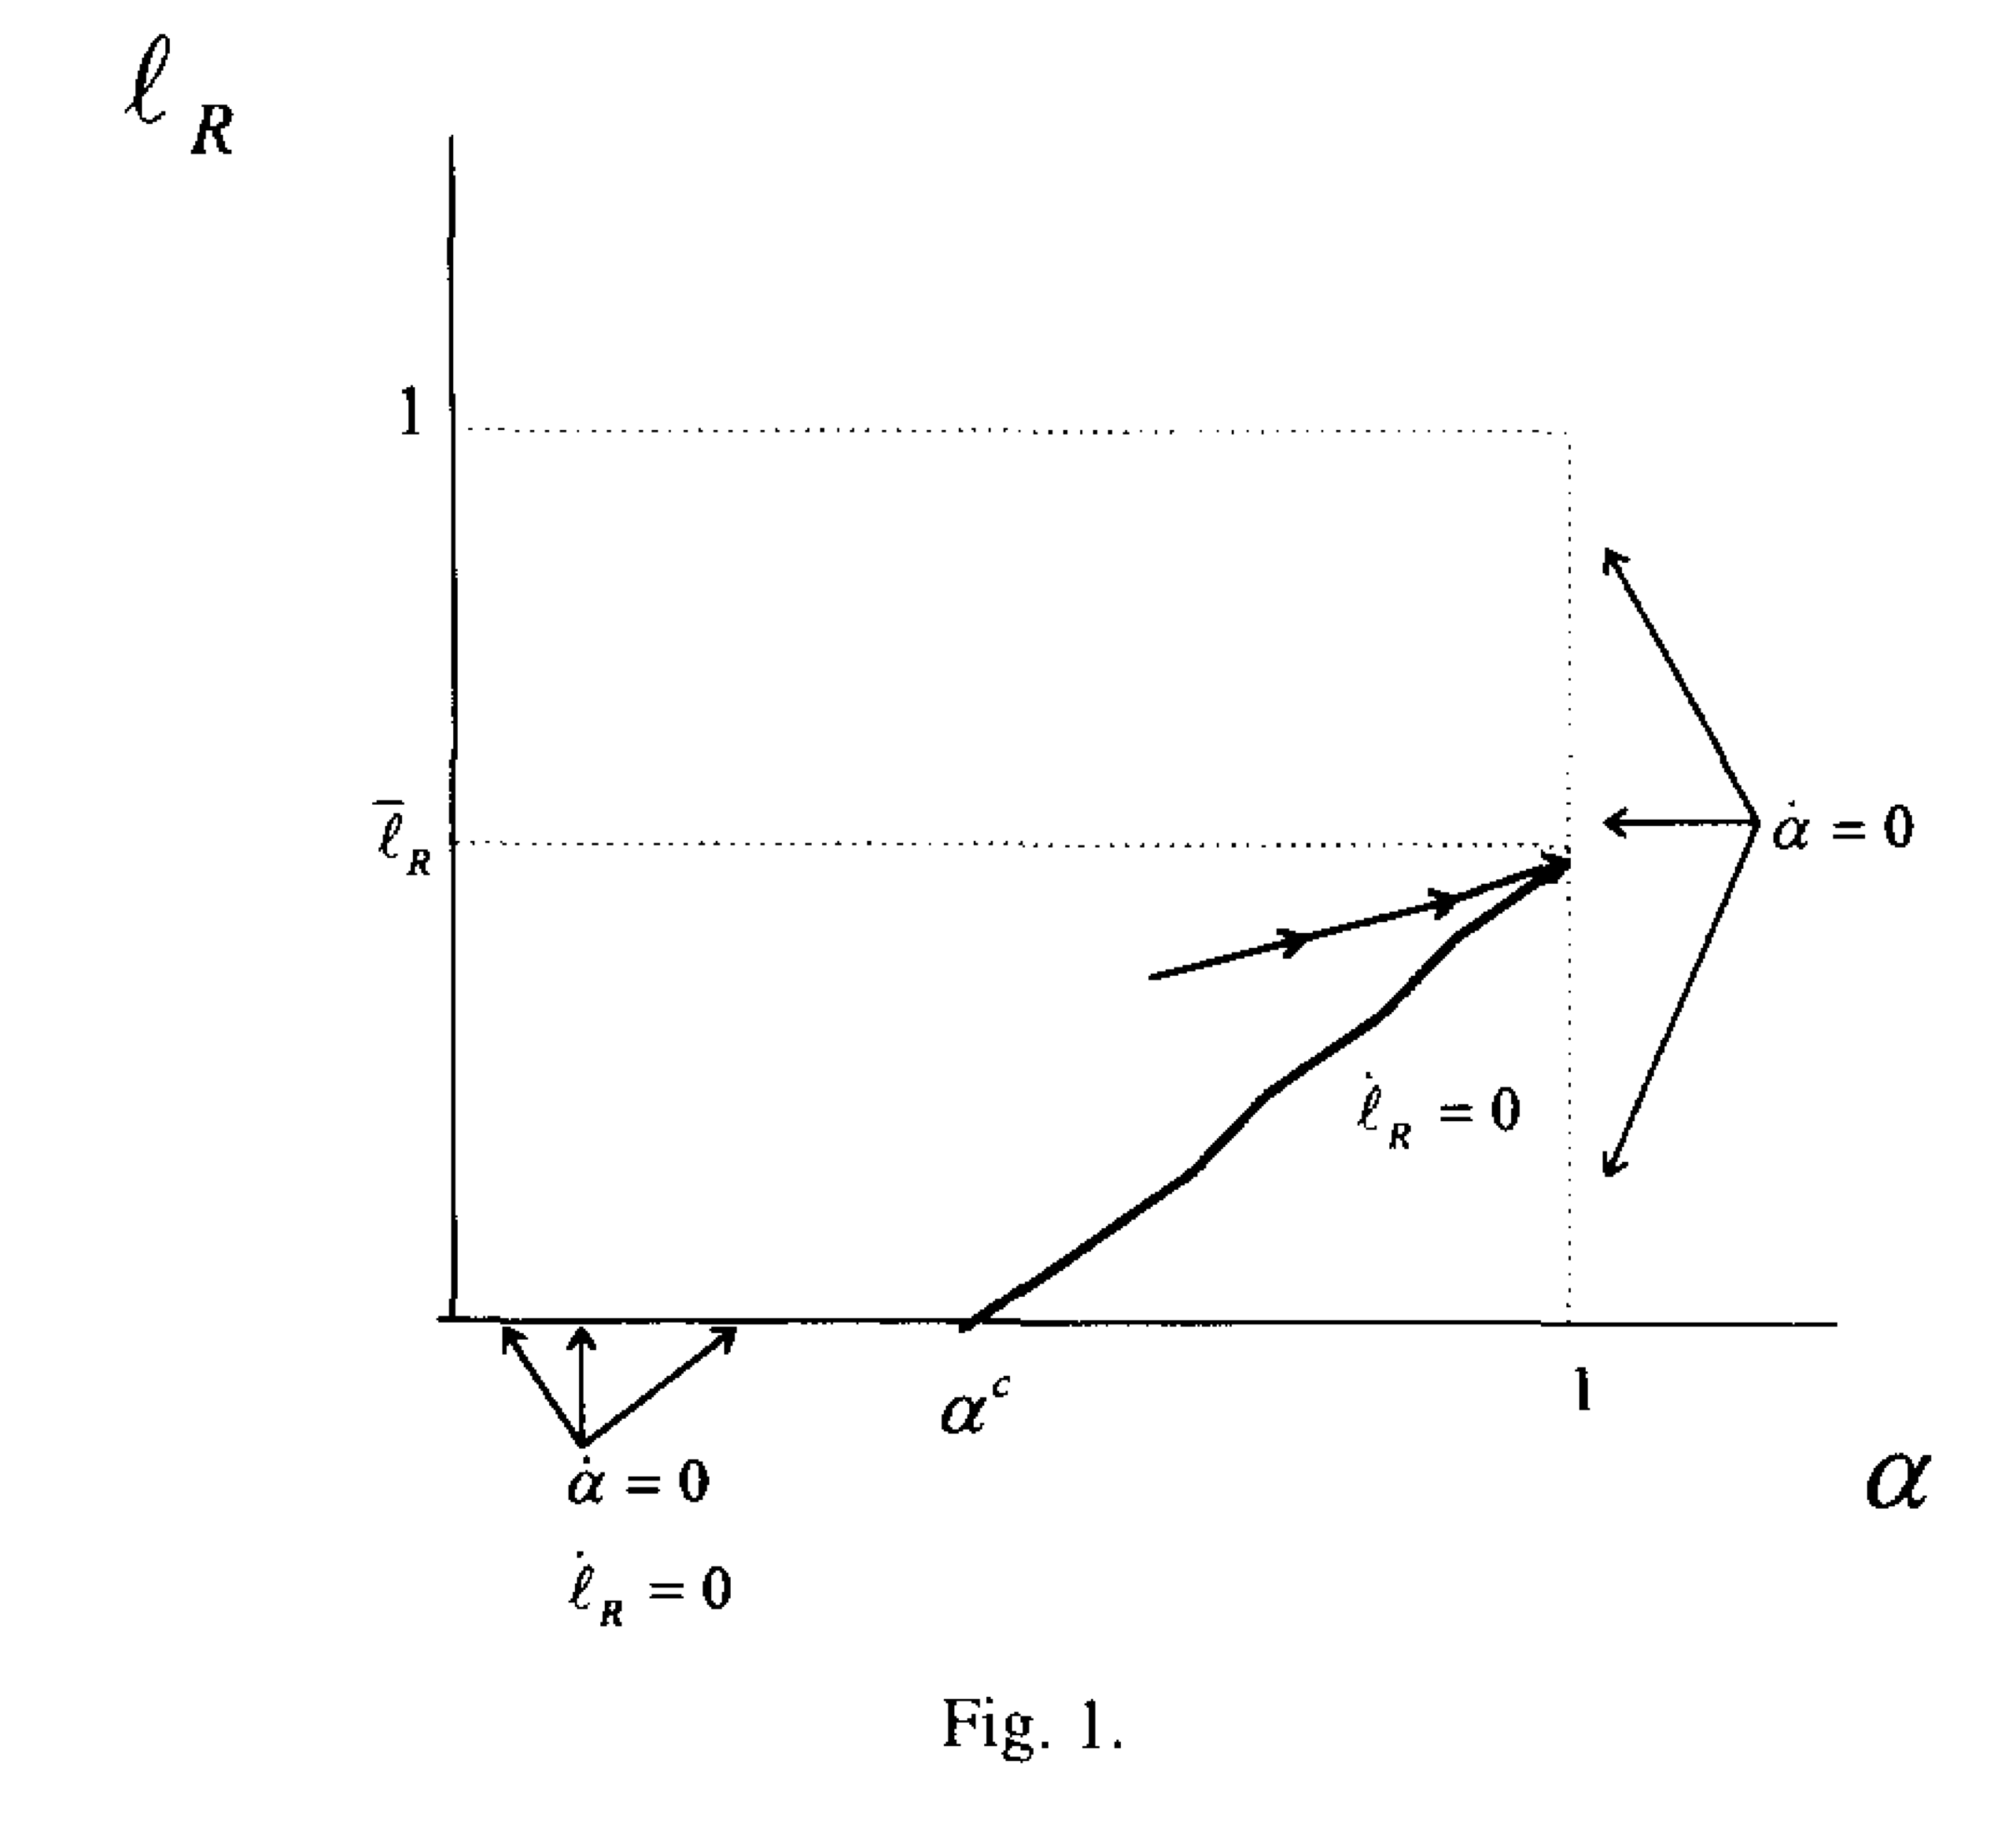 ℓ_R
1
ℓ̄_R
α̇ = 0
ℓ̇_R = 0
α^c
1
α
α̇ = 0
ℓ̇_R = 0
Fig. 1.